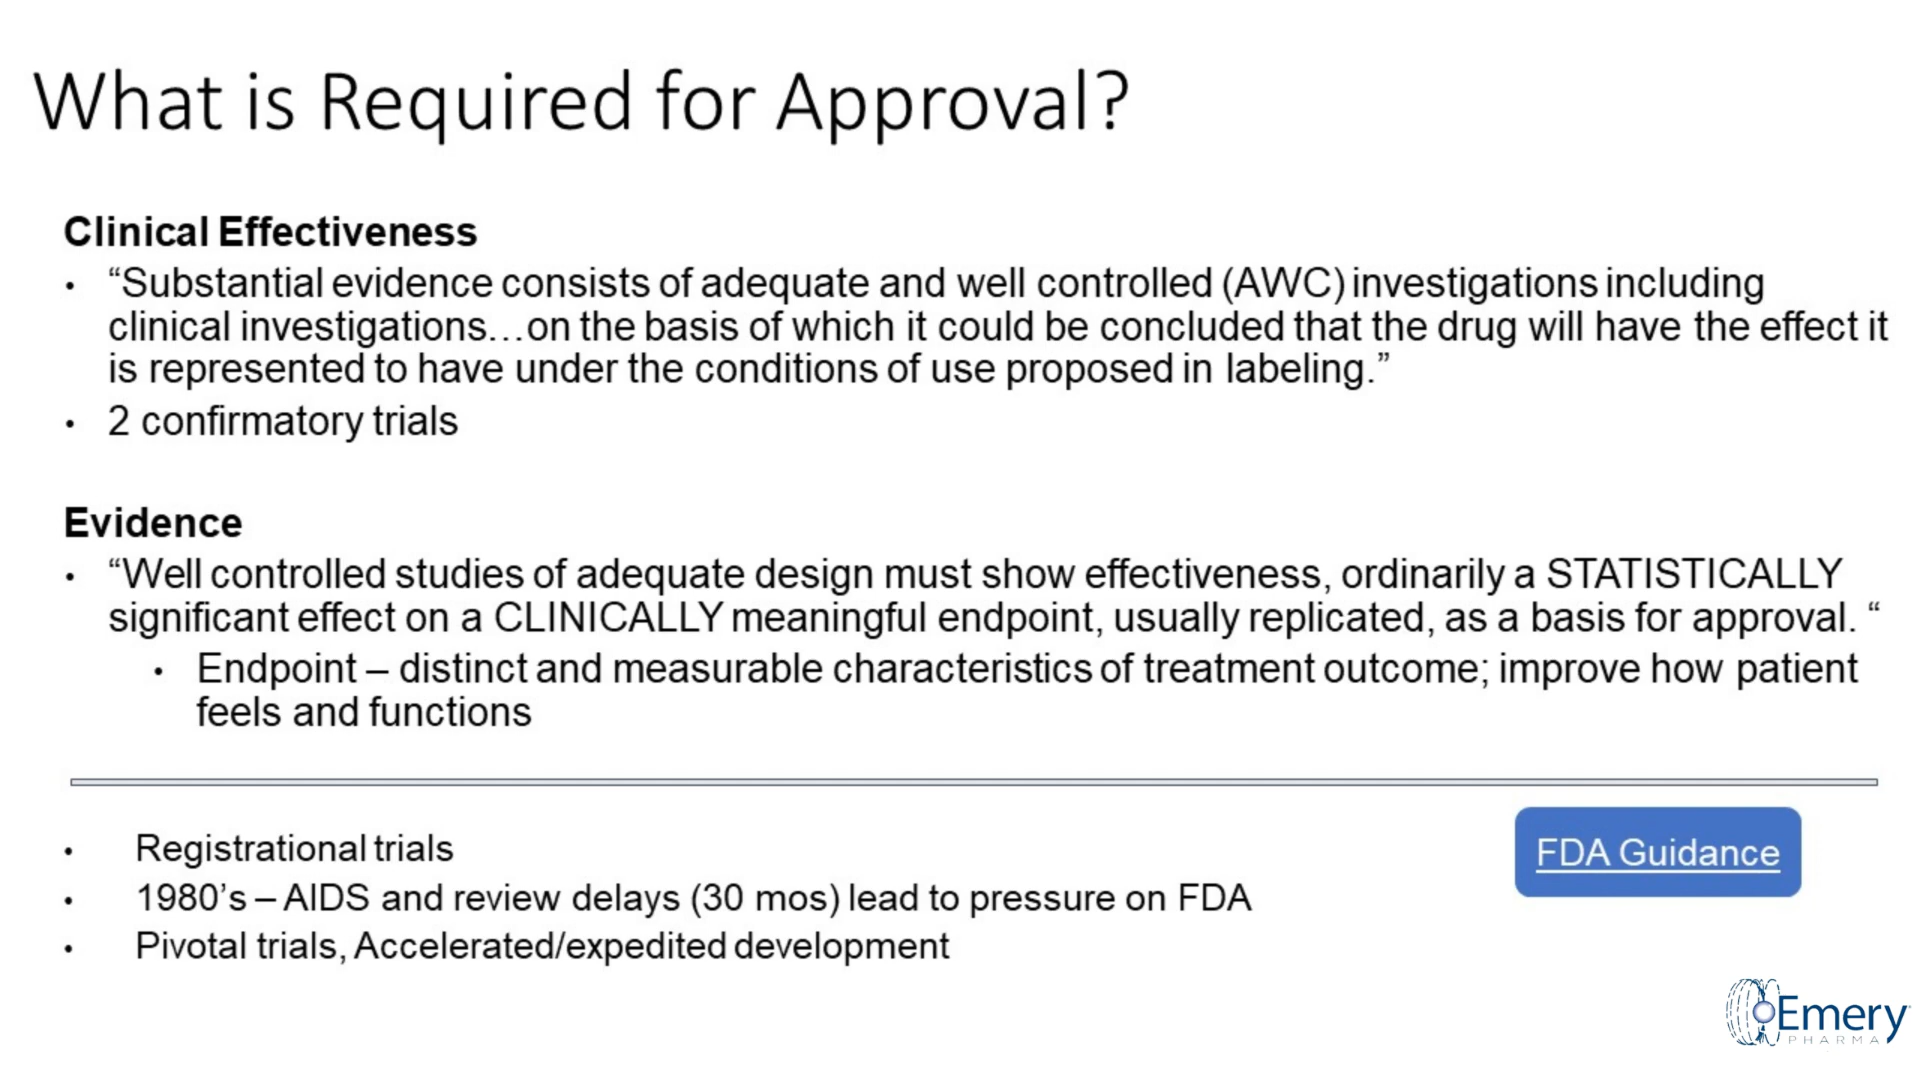 What is Required for Approval?
Clinical Effectiveness
• “Substantial evidence consists of adequate and well controlled (AWC) investigations including
clinical investigations…on the basis of which it could be concluded that the drug will have the effect it
is represented to have under the conditions of use proposed in labeling.”
• 2 confirmatory trials
Evidence
• “Well controlled studies of adequate design must show effectiveness, ordinarily a STATISTICALLY
significant effect on a CLINICALLY meaningful endpoint, usually replicated, as a basis for approval. “
• Endpoint – distinct and measurable characteristics of treatment outcome; improve how patient
feels and functions
• Registrational trials
• 1980’s – AIDS and review delays (30 mos) lead to pressure on FDA
• Pivotal trials, Accelerated/expedited development
FDA Guidance
Emery
PHARMA